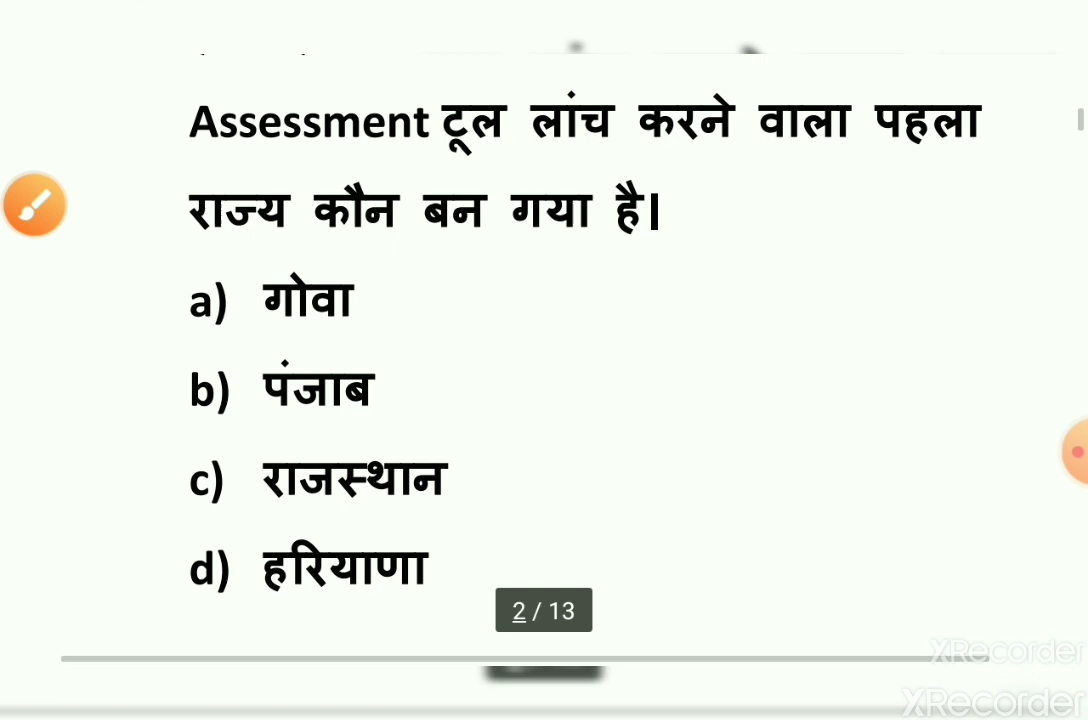 Assessment टूल लांच करने वाला पहला
राज्य कौन बन गया है।
a) गोवा
b) पंजाब
c) राजस्थान
d) हरियाणा
2 / 13
XRecorder
XRecorder